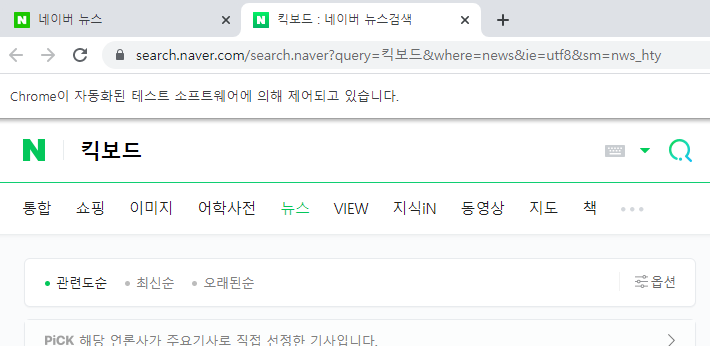 네이버 뉴스
킥보드 : 네이버 뉴스검색
search.naver.com/search.naver?query=킥보드&where=news&ie=utf8&sm=nws_hty
Chrome이 자동화된 테스트 소프트웨어에 의해 제어되고 있습니다.
N 킥보드
통합 쇼핑 이미지 어학사전 뉴스 VIEW 지식iN 동영상 지도 책
관련도순 최신순 오래된순 옵션
PiCK 해당 언론사가 주요기사로 직접 선정한 기사입니다.